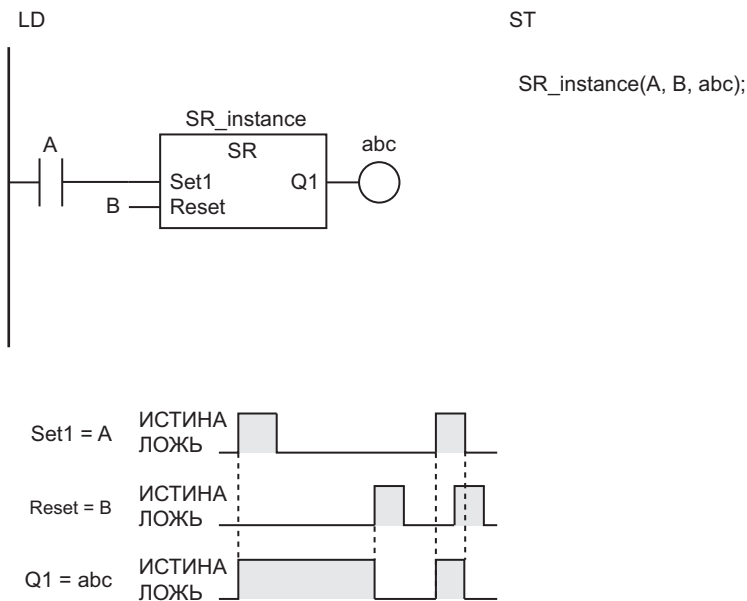 LD
ST
SR_instance(A, B, abc);
SR_instance
A
SR
abc
Set1
Q1
B
Reset
Set1 = A
ИСТИНА
ЛОЖЬ
Reset = B
ИСТИНА
ЛОЖЬ
Q1 = abc
ИСТИНА
ЛОЖЬ